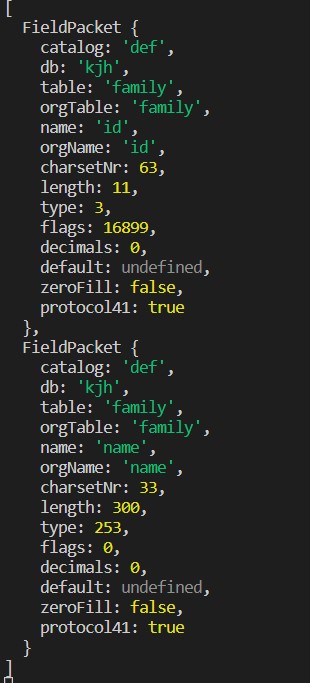 [
  FieldPacket {
    catalog: 'def',
    db: 'kjh',
    table: 'family',
    orgTable: 'family',
    name: 'id',
    orgName: 'id',
    charsetNr: 63,
    length: 11,
    type: 3,
    flags: 16899,
    decimals: 0,
    default: undefined,
    zeroFill: false,
    protocol41: true
  },
  FieldPacket {
    catalog: 'def',
    db: 'kjh',
    table: 'family',
    orgTable: 'family',
    name: 'name',
    orgName: 'name',
    charsetNr: 33,
    length: 300,
    type: 253,
    flags: 0,
    decimals: 0,
    default: undefined,
    zeroFill: false,
    protocol41: true
  }
]